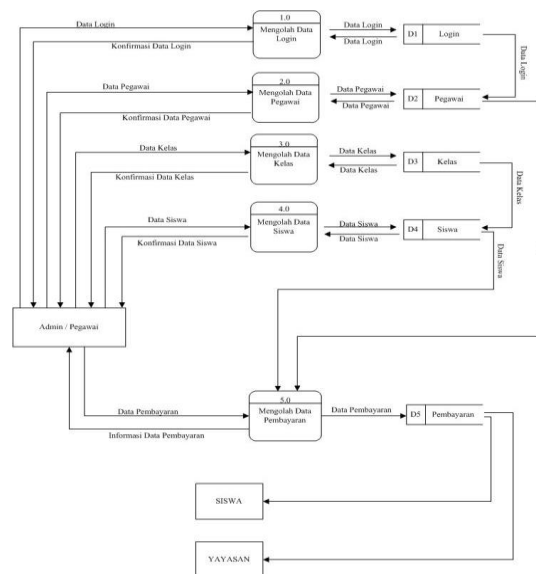 Data Login
Konfirmasi Data Login
1.0
Mengolah Data
Login
Data Login
Data Login
D1 Login
Data Login
Data Pegawai
Konfirmasi Data Pegawai
2.0
Mengolah Data
Pegawai
Data Pegawai
Data Pegawai
D2 Pegawai
Data Kelas
Konfirmasi Data Kelas
3.0
Mengolah Data
Kelas
Data Kelas
Data Kelas
D3 Kelas
Data Kelas
Data Siswa
Konfirmasi Data Siswa
4.0
Mengolah Data
Siswa
Data Siswa
Data Siswa
D4 Siswa
Data Siswa
Admin / Pegawai
Data Pembayaran
Informasi Data Pembayaran
5.0
Mengolah Data
Pembayaran
Data Pembayaran
D5 Pembayaran
SISWA
YAYASAN